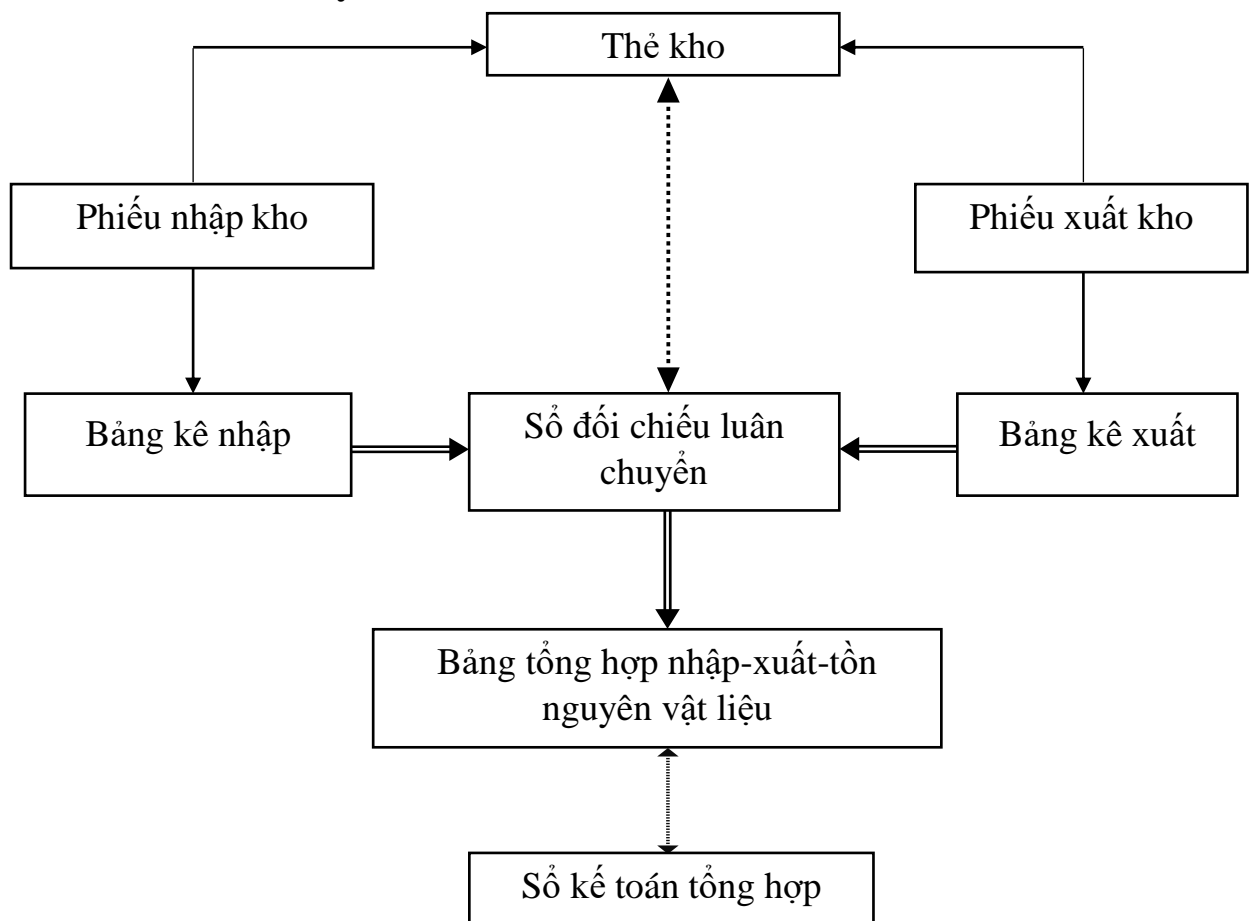 Thẻ kho
Phiếu nhập kho
Phiếu xuất kho
Bảng kê nhập
Sổ đối chiếu luân
chuyển
Bảng kê xuất
Bảng tổng hợp nhập-xuất-tồn
nguyên vật liệu
Sổ kế toán tổng hợp